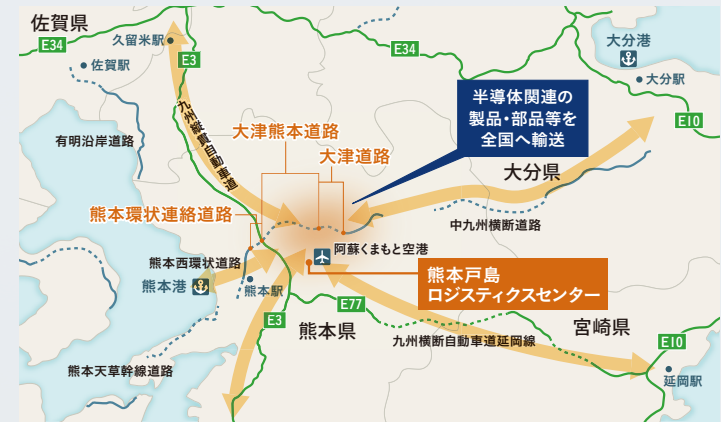 佐賀県
久留米駅
E34
E3
佐賀駅
E34
大分港
大分駅
E10
半導体関連の
製品・部品等を
全国へ輸送
九州縦貫自動車道
大津熊本道路
大津道路
有明沿岸道路
大分県
熊本環状連絡道路
中九州横断道路
阿蘇くまもと空港
熊本西環状道路
熊本港
熊本駅
熊本戸島
ロジスティクスセンター
E77
E3
熊本県
宮崎県
九州横断自動車道延岡線
E10
熊本天草幹線道路
延岡駅